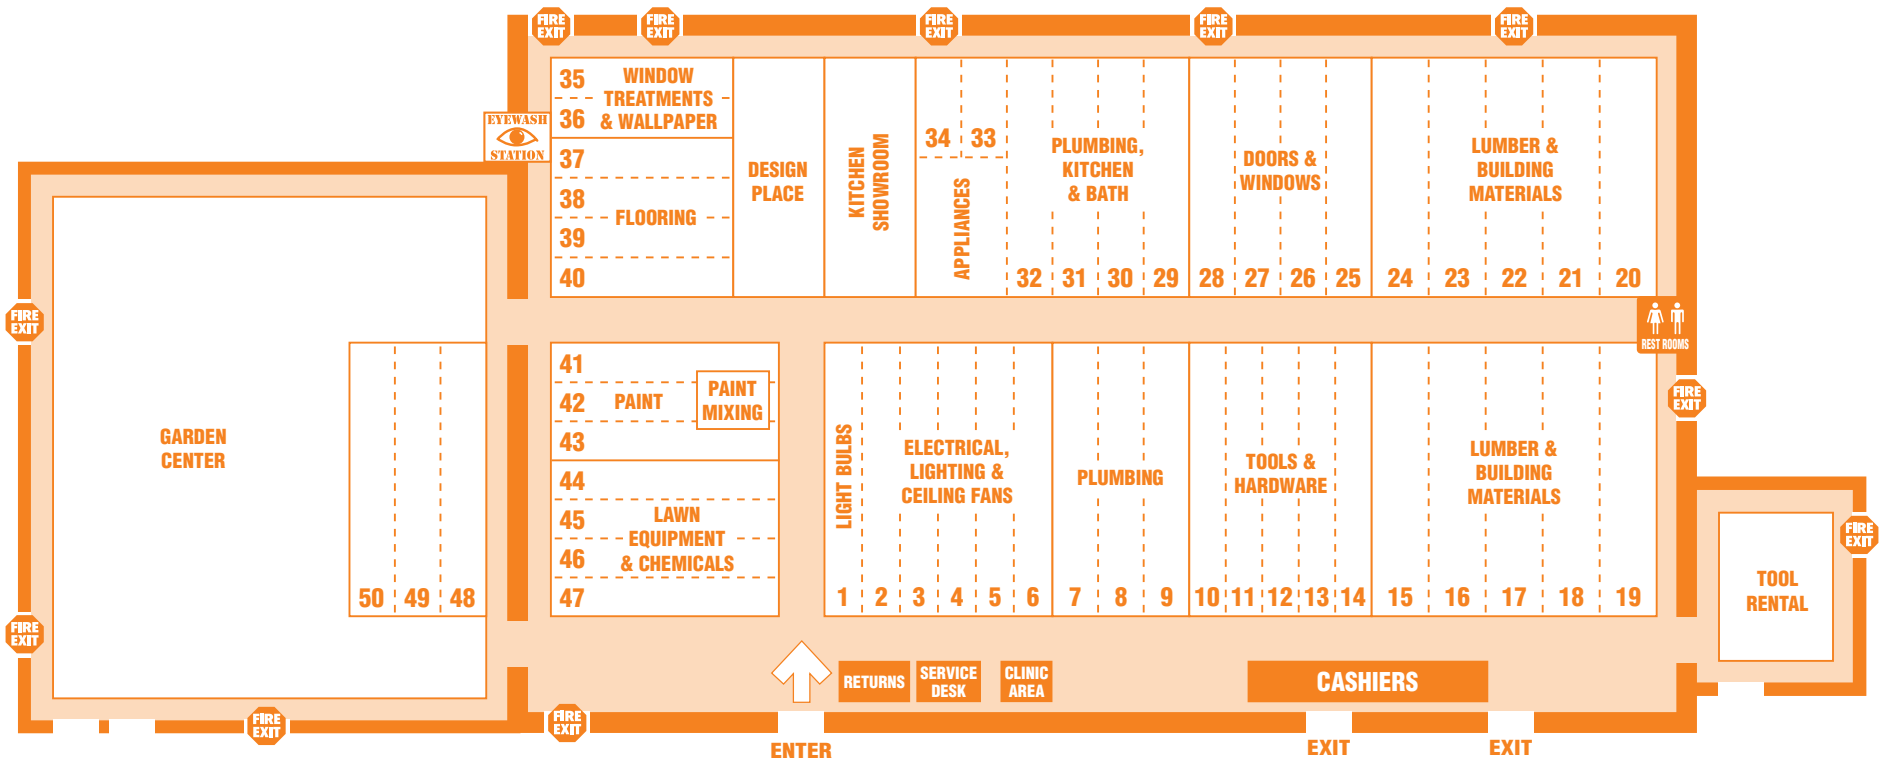 FIRE
EXIT
FIRE
EXIT
FIRE
EXIT
FIRE
EXIT
FIRE
EXIT
35
WINDOW
TREATMENTS
36
& WALLPAPER
EYEWASH
STATION
37
38
FLOORING
39
40
DESIGN
PLACE
KITCHEN
SHOWROOM
34 33
APPLIANCES
PLUMBING,
KITCHEN
& BATH
32 31 30 29
DOORS &
WINDOWS
28 27 26 25
LUMBER &
BUILDING
MATERIALS
24 23 22 21 20
REST ROOMS
FIRE
EXIT
FIRE
EXIT
GARDEN
CENTER
50 49 48
FIRE
EXIT
FIRE
EXIT
41
42
PAINT
PAINT
MIXING
43
44
45
LAWN
EQUIPMENT
46
& CHEMICALS
47
LIGHT BULBS
ELECTRICAL,
LIGHTING &
CEILING FANS
1 2 3 4 5 6
PLUMBING
7 8 9
TOOLS &
HARDWARE
10 11 12 13 14
LUMBER &
BUILDING
MATERIALS
15 16 17 18 19
FIRE
EXIT
TOOL
RENTAL
RETURNS
SERVICE
DESK
CLINIC
AREA
CASHIERS
FIRE
EXIT
ENTER
EXIT
EXIT